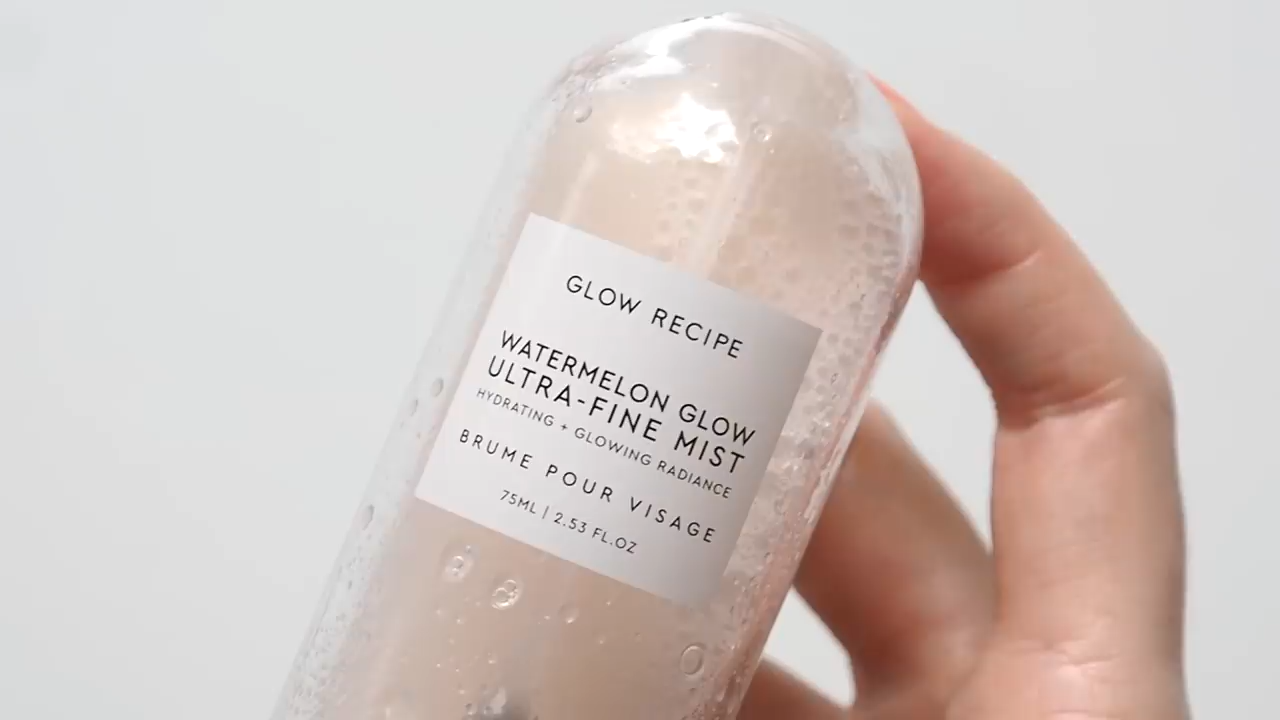 GLOW RECIPE
WATERMELON GLOW
ULTRA-FINE MIST
HYDRATING + GLOWING RADIANCE
BRUME POUR VISAGE
75ML | 2.53 FL.OZ